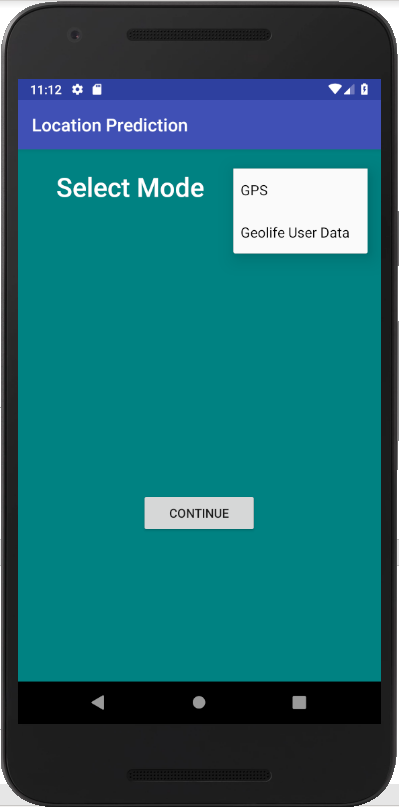 11:12
Location Prediction
Select Mode
GPS
Geolife User Data
CONTINUE